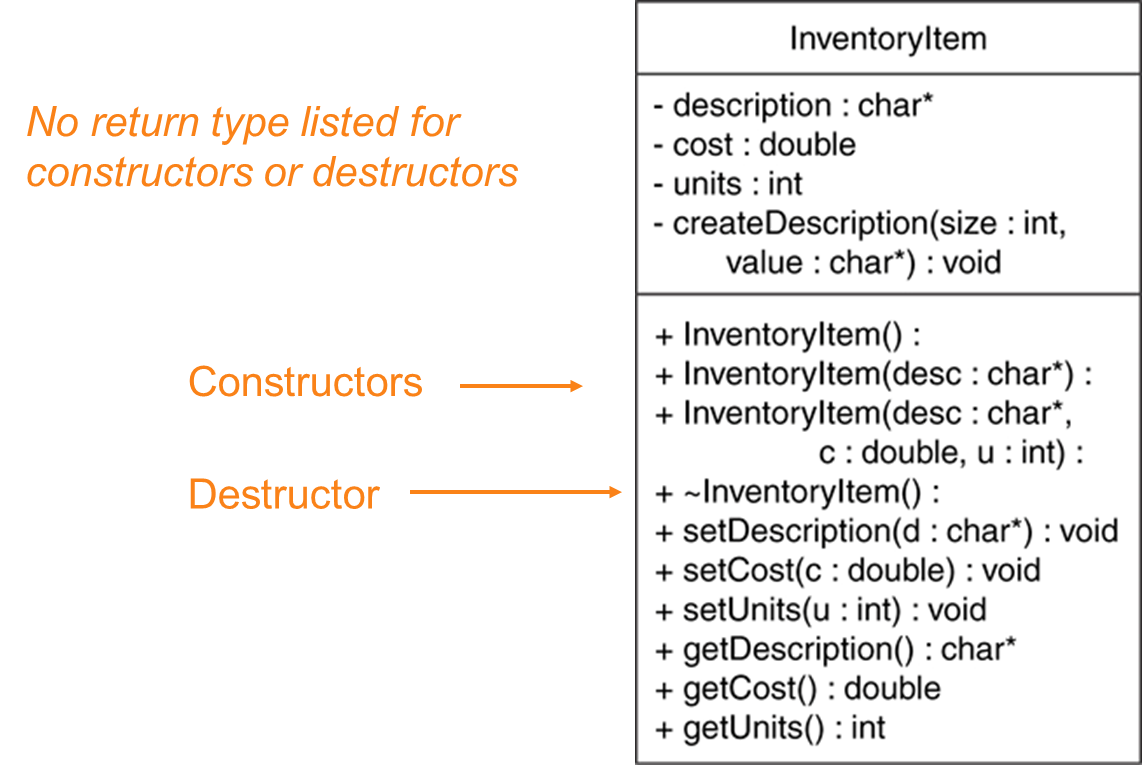 No return type listed for
constructors or destructors
Constructors
Destructor
InventoryItem
- description : char*
- cost : double
- units : int
- createDescription(size : int,
value : char*) : void
+ InventoryItem() :
+ InventoryItem(desc : char*) :
+ InventoryItem(desc : char*,
c : double, u : int) :
+ ~InventoryItem() :
+ setDescription(d : char*) : void
+ setCost(c : double) : void
+ setUnits(u : int) : void
+ getDescription() : char*
+ getCost() : double
+ getUnits() : int